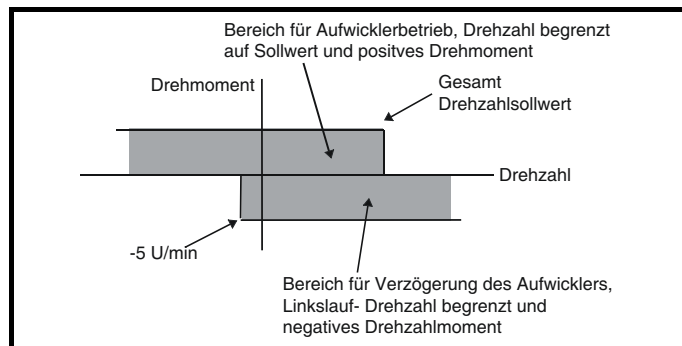 Bereich für Aufwicklerbetrieb, Drehzahl begrenzt
auf Sollwert und positves Drehmoment
Drehmoment
Gesamt
Drehzahlsollwert
Drehzahl
-5 U/min
Bereich für Verzögerung des Aufwicklers,
Linkslauf- Drehzahl begrenzt und
negatives Drehzahlmoment